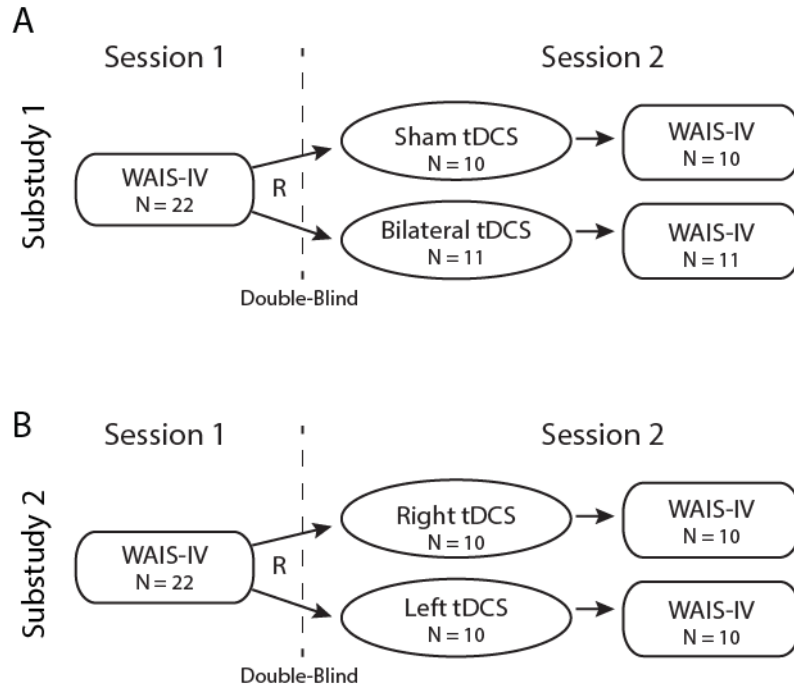 A
Session 1
Session 2
Substudy 1
WAIS-IV
N = 22
R
Sham tDCS
N = 10
WAIS-IV
N = 10
Bilateral tDCS
N = 11
WAIS-IV
N = 11
Double-Blind
B
Session 1
Session 2
Substudy 2
WAIS-IV
N = 22
R
Right tDCS
N = 10
WAIS-IV
N = 10
Left tDCS
N = 10
WAIS-IV
N = 10
Double-Blind